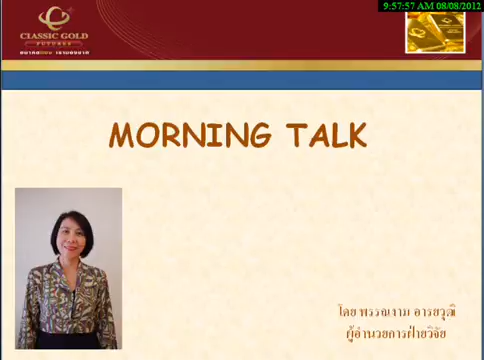 9:57:57 AM 08/08/2012
CLASSIC GOLD
FUTURES
MORNING TALK
โดย พรรณงาม อารยวุฒิ
ผู้อำนวยการฝ่ายวิจัย